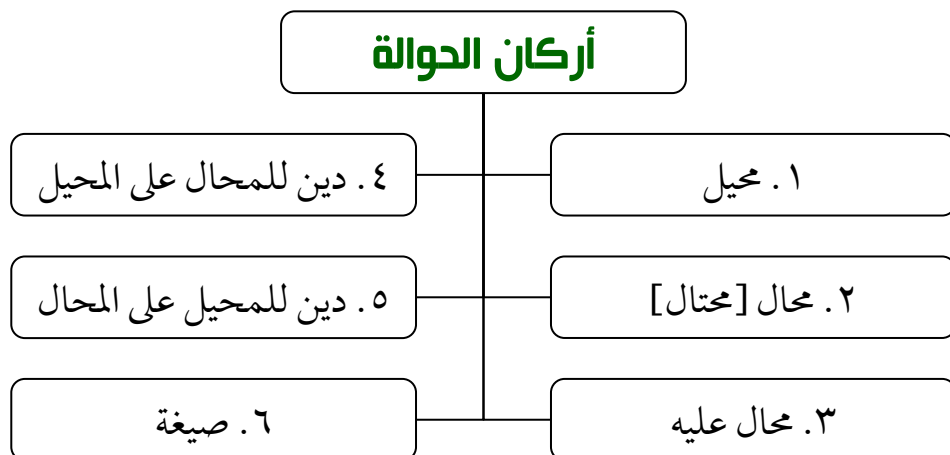 أركان الحوالة
١. محيل
٢. محال [محتال]
٣. محال عليه
٤. دين للمحال على المحيل
٥. دين للمحيل على المحال
٦. صيغة